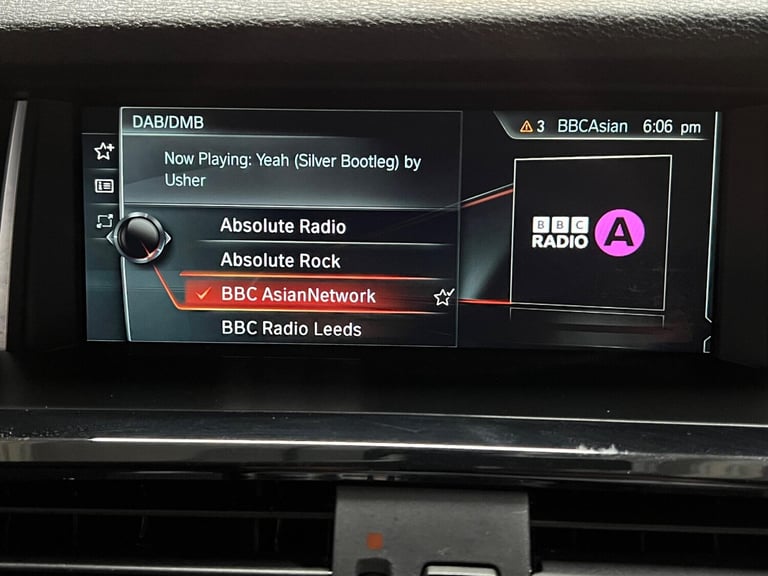 DAB/DMB
3 BBCAsian 6:06 pm
Now Playing: Yeah (Silver Bootleg) by
Usher
Absolute Radio
Absolute Rock
BBC AsianNetwork
BBC Radio Leeds
BBC
RADIO A